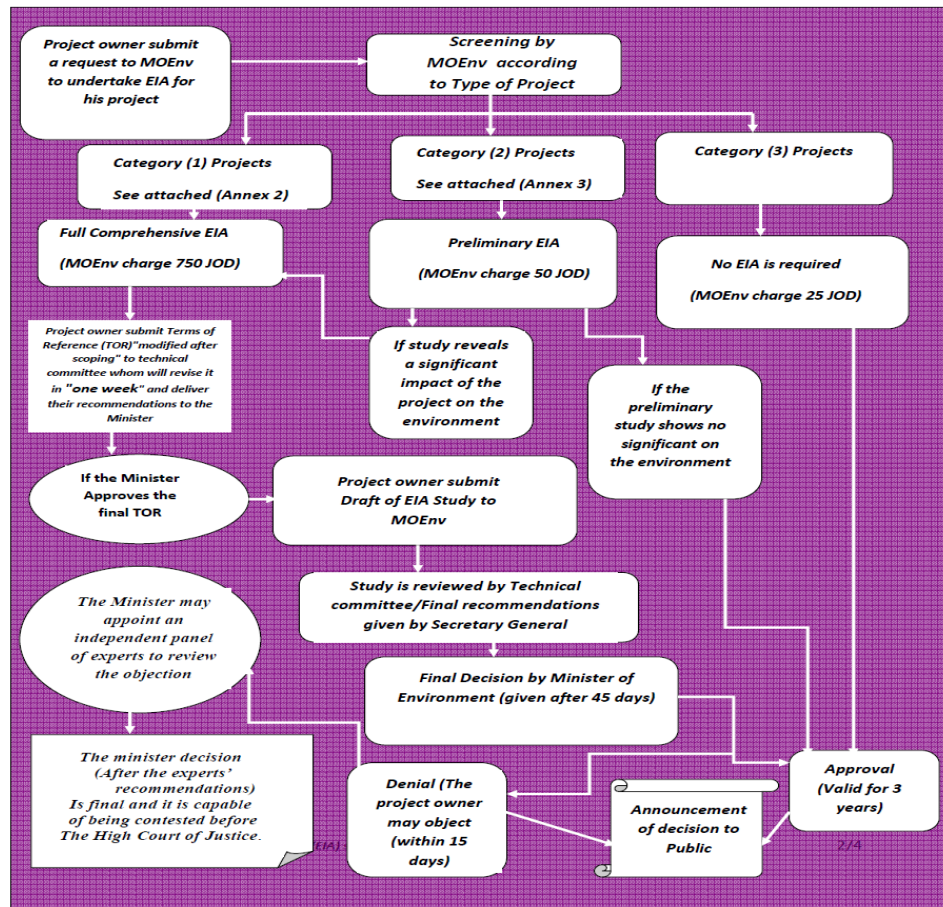 Project owner submit
a request to MOEnv
to undertake EIA for
his project
Screening by
MOEnv according
to Type of Project
Category (1) Projects
See attached (Annex 2)
Category (2) Projects
See attached (Annex 3)
Category (3) Projects
Full Comprehensive EIA
(MOEnv charge 750 JOD)
Preliminary EIA
(MOEnv charge 50 JOD)
No EIA is required
(MOEnv charge 25 JOD)
Project owner submit Terms of
Reference (TOR)"modified after
scoping" to technical
committee whom will revise it
in "one week" and deliver
their recommendations to the
Minister
If study reveals
a significant
impact of the
project on the
environment
If the
preliminary
study shows no
significant on
the environment
If the Minister
Approves the
final TOR
Project owner submit
Draft of EIA Study to
MOEnv
Study is reviewed by Technical
committee/Final recommendations
given by Secretary General
The Minister may
appoint an
independent panel
of experts to review
the objection
Final Decision by Minister of
Environment (given after 45 days)
The minister decision
(After the experts'
recommendations)
Is final and it is capable
of being contested before
The High Court of Justice.
Denial (The
project owner
may object
(within 15
days)
Announcement
of decision to
Public
Approval
(Valid for 3
years)
(EIA) s
2/4